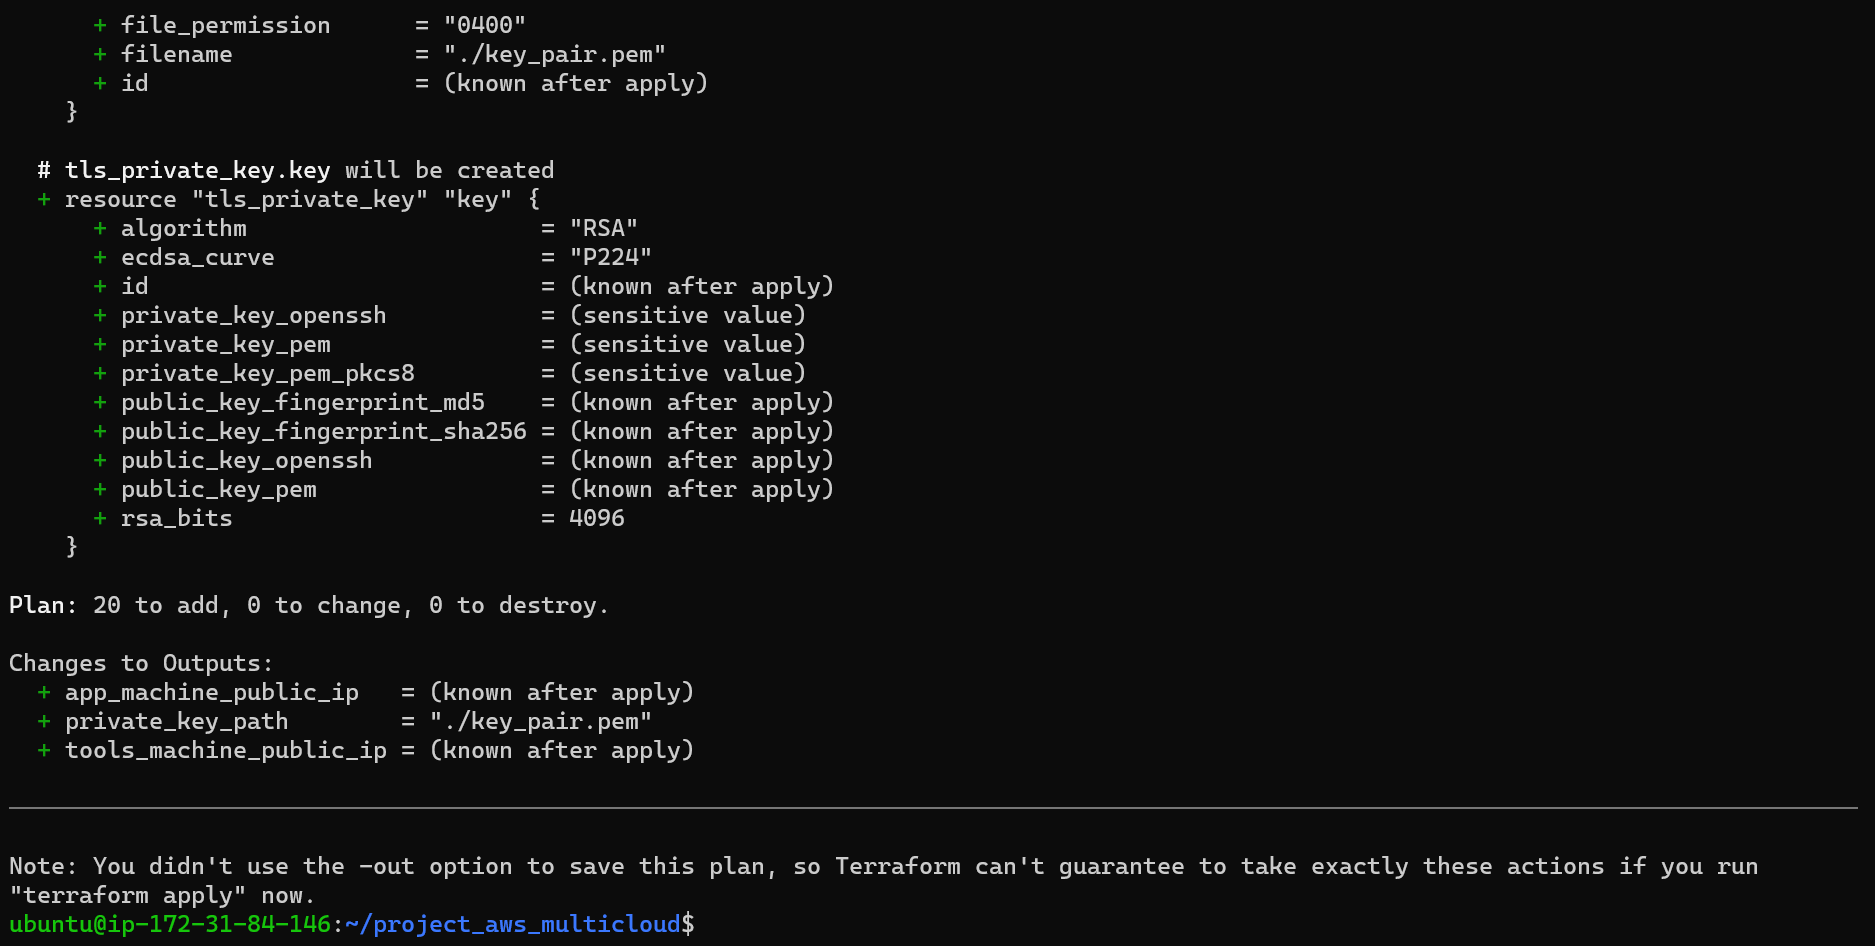 + file_permission      = "0400"
+ filename             = "./key_pair.pem"
+ id                   = (known after apply)
}
# tls_private_key.key will be created
+ resource "tls_private_key" "key" {
+ algorithm                     = "RSA"
+ ecdsa_curve                   = "P224"
+ id                            = (known after apply)
+ private_key_openssh           = (sensitive value)
+ private_key_pem               = (sensitive value)
+ private_key_pem_pkcs8         = (sensitive value)
+ public_key_fingerprint_md5    = (known after apply)
+ public_key_fingerprint_sha256 = (known after apply)
+ public_key_openssh            = (known after apply)
+ public_key_pem                = (known after apply)
+ rsa_bits                      = 4096
}
Plan: 20 to add, 0 to change, 0 to destroy.
Changes to Outputs:
+ app_machine_public_ip   = (known after apply)
+ private_key_path        = "./key_pair.pem"
+ tools_machine_public_ip = (known after apply)
Note: You didn't use the -out option to save this plan, so Terraform can't guarantee to take exactly these actions if you run
"terraform apply" now.
ubuntu@ip-172-31-84-146:~/project_aws_multicloud$